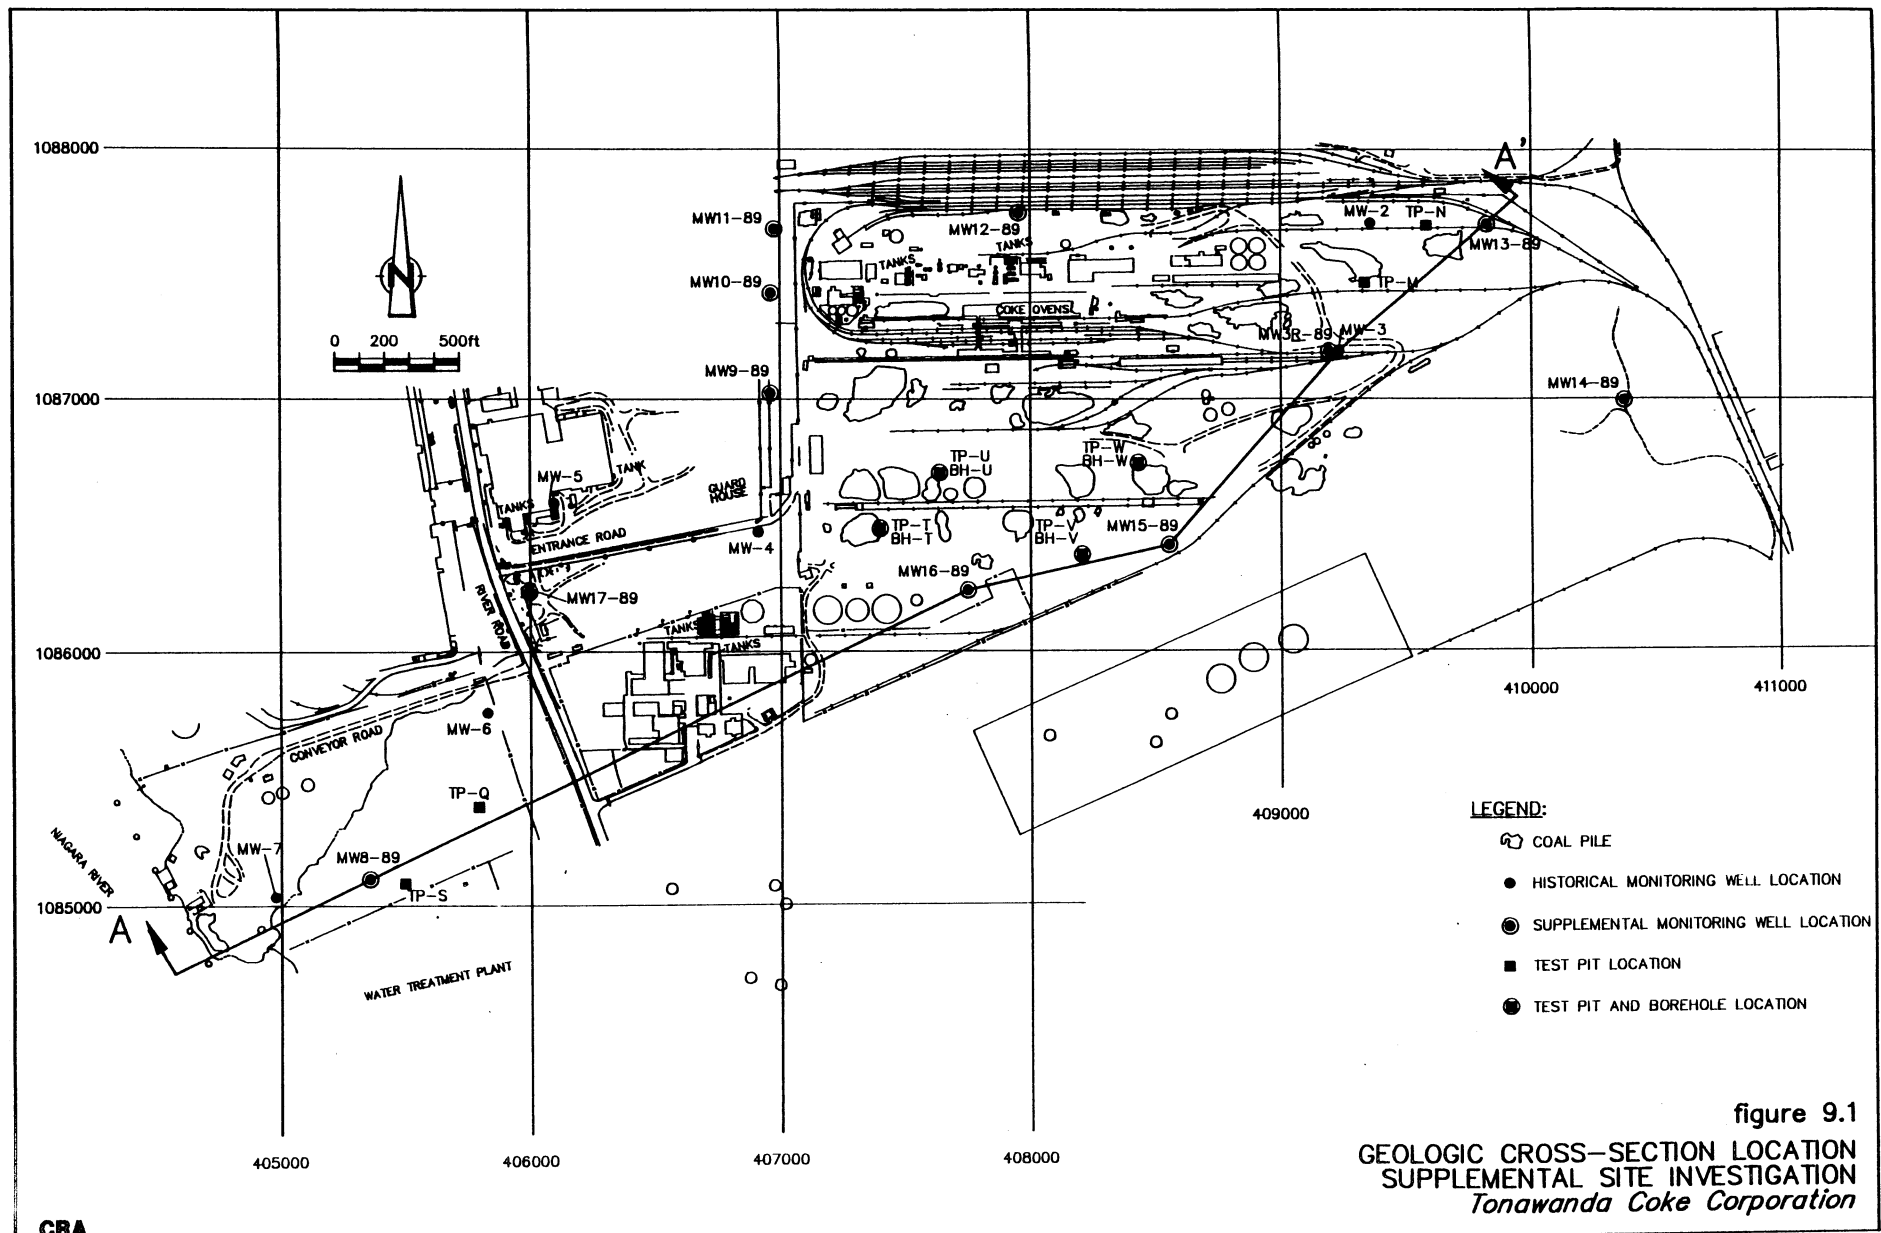 1088000
A'
MW11-89
MW12-89
TANKS
MW-2
TP-N
MW13-89
TANKS
MW10-89
TP-M
N
COKE OVENS
0 200 500ft
MW3R-89
MW-3
MW9-89
MW14-89
1087000
TP-U
BH-U
TP-W
BH-W
TANK
MW-5
GUARD
HOUSE
TANKS
ENTRANCE ROAD
MW-4
TP-T
BH-T
TP-V
BH-V
MW15-89
MW16-89
MW17-89
RIVER ROAD
TANKS
TANKS
1086000
410000
411000
MW-6
CONVEYOR ROAD
TP-Q
409000
NIAGARA RIVER
MW-7
MW8-89
TP-S
1085000
A
WATER TREATMENT PLANT
LEGEND:
COAL PILE
HISTORICAL MONITORING WELL LOCATION
SUPPLEMENTAL MONITORING WELL LOCATION
TEST PIT LOCATION
TEST PIT AND BOREHOLE LOCATION
405000
406000
407000
408000
figure 9.1
GEOLOGIC CROSS-SECTION LOCATION
SUPPLEMENTAL SITE INVESTIGATION
Tonawanda Coke Corporation
CRA